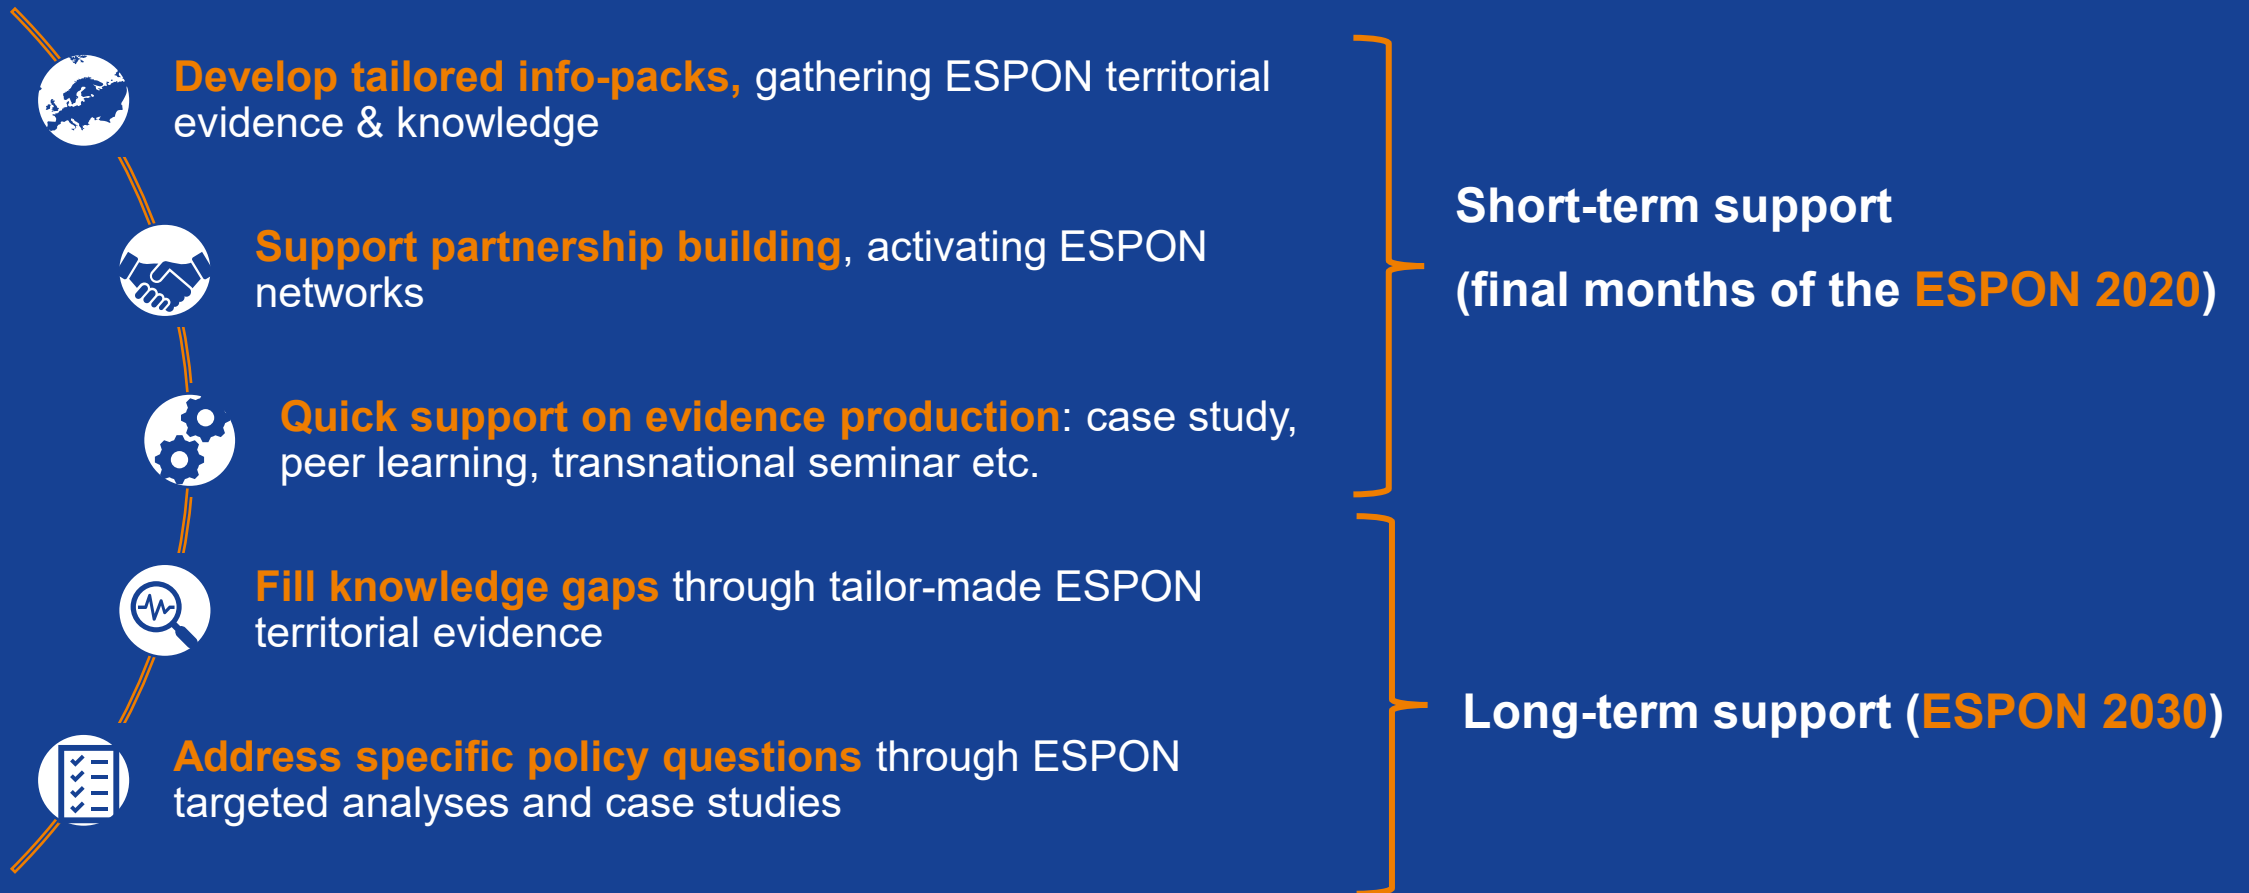 Develop tailored info-packs, gathering ESPON territorial
evidence & knowledge
Support partnership building, activating ESPON
networks
Quick support on evidence production: case study,
peer learning, transnational seminar etc.
Fill knowledge gaps through tailor-made ESPON
territorial evidence
Address specific policy questions through ESPON
targeted analyses and case studies
Short-term support
(final months of the ESPON 2020)
Long-term support (ESPON 2030)